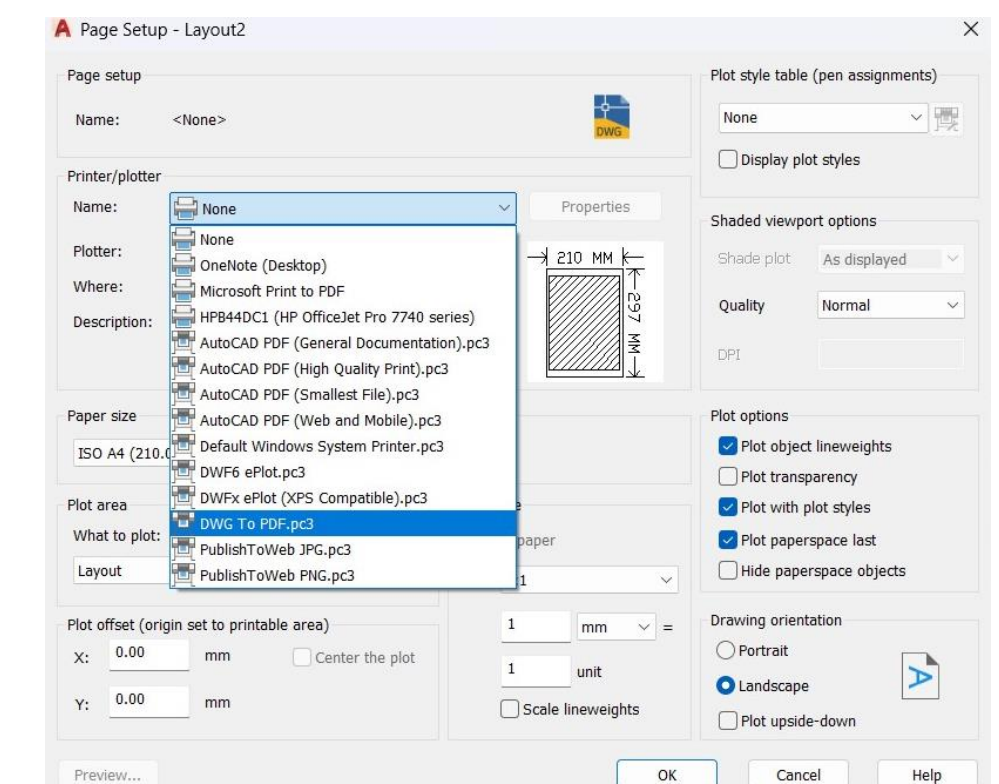 Page Setup - Layout2
Page setup
Name: <None>
DWG
Plot style table (pen assignments)
None
Display plot styles
Printer/plotter
Name: None
Properties
None
OneNote (Desktop)
Microsoft Print to PDF
HPB44DC1 (HP OfficeJet Pro 7740 series)
AutoCAD PDF (General Documentation).pc3
AutoCAD PDF (High Quality Print).pc3
AutoCAD PDF (Smallest File).pc3
AutoCAD PDF (Web and Mobile).pc3
Default Windows System Printer.pc3
DWF6 ePlot.pc3
DWFx ePlot (XPS Compatible).pc3
DWG To PDF.pc3
PublishToWeb JPG.pc3
PublishToWeb PNG.pc3
Plotter:
Where:
Description:
210 MM
297 MM
Shaded viewport options
Shade plot As displayed
Quality Normal
DPI
Paper size
ISO A4 (210.
Plot area
What to plot:
Layout
paper
Plot options
Plot object lineweights
Plot transparency
Plot with plot styles
Plot paperspace last
Hide paperspace objects
Plot offset (origin set to printable area)
X: 0.00 mm
Center the plot
Y: 0.00 mm
1 mm =
1 unit
Scale lineweights
Drawing orientation
Portrait
Landscape
A
Plot upside-down
Preview...
OK
Cancel
Help